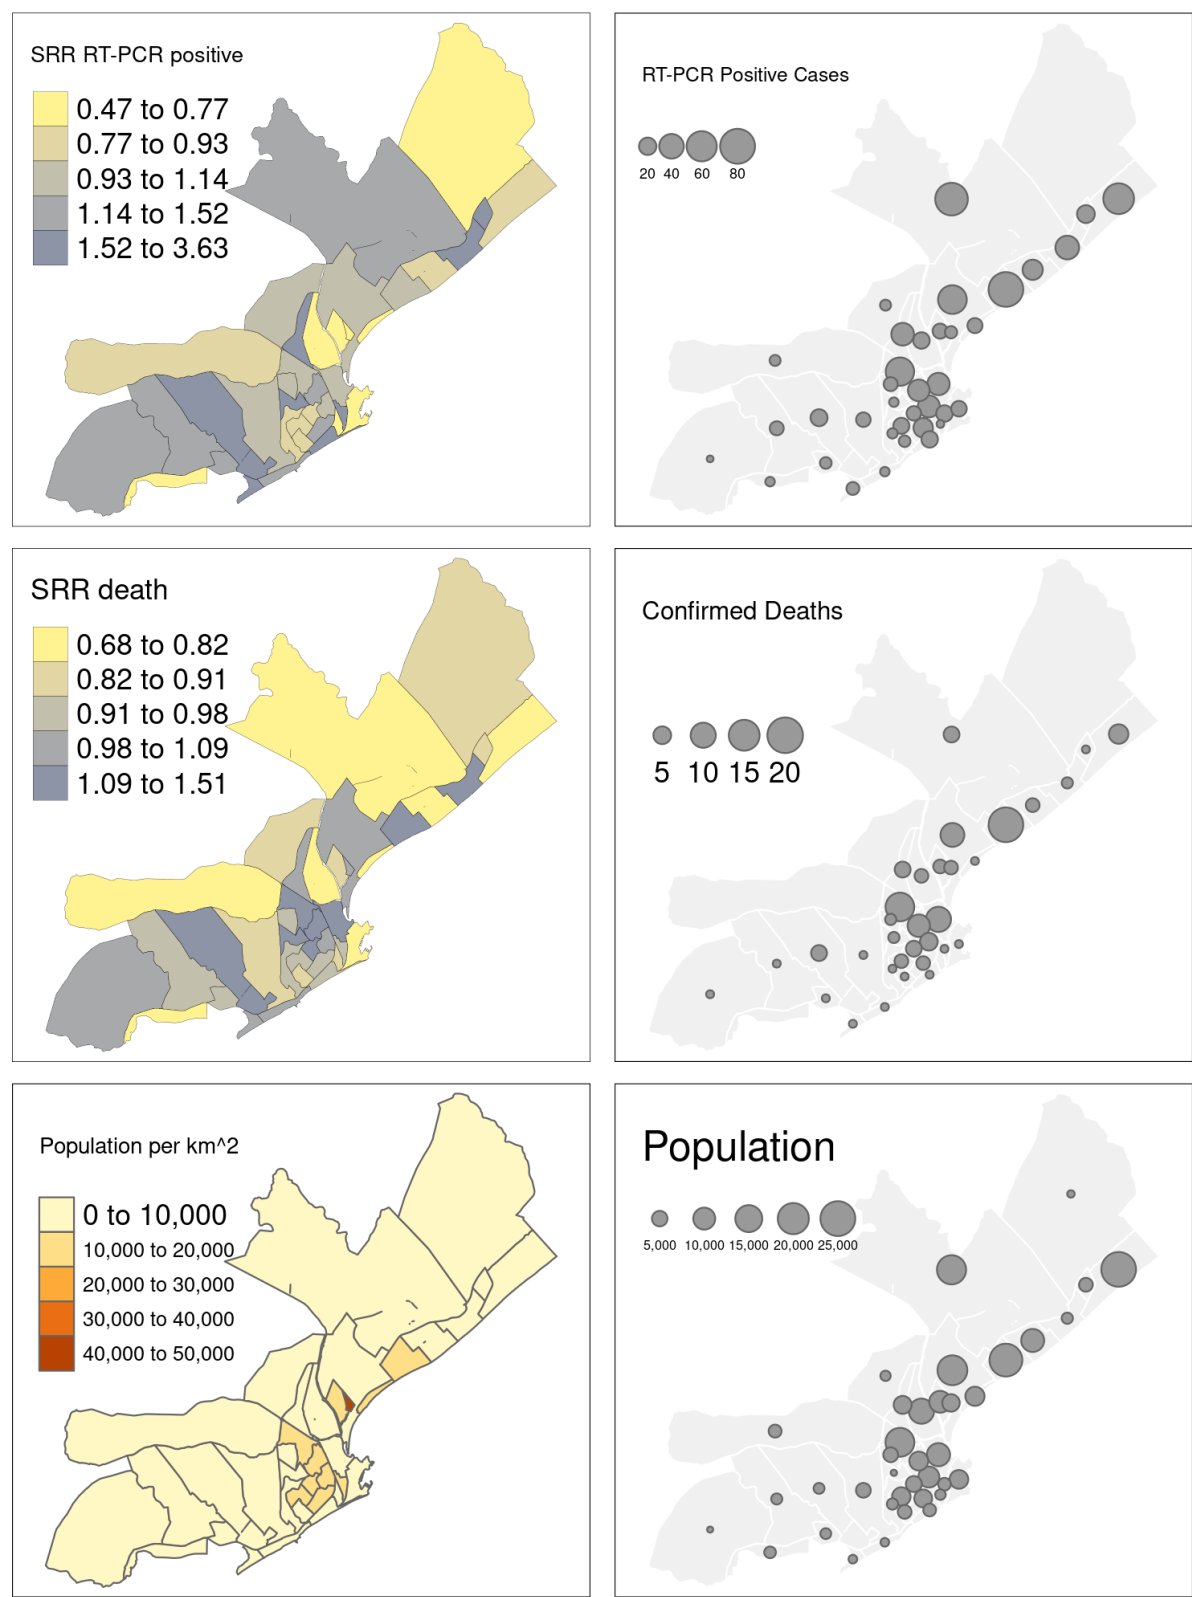 SRR RT-PCR positive
0.47 to 0.77
0.77 to 0.93
0.93 to 1.14
1.14 to 1.52
1.52 to 3.63
RT-PCR Positive Cases
20 40 60 80
SRR death
0.68 to 0.82
0.82 to 0.91
0.91 to 0.98
0.98 to 1.09
1.09 to 1.51
Confirmed Deaths
5 10 15 20
Population per km^2
0 to 10,000
10,000 to 20,000
20,000 to 30,000
30,000 to 40,000
40,000 to 50,000
Population
5,000 10,000 15,000 20,000 25,000